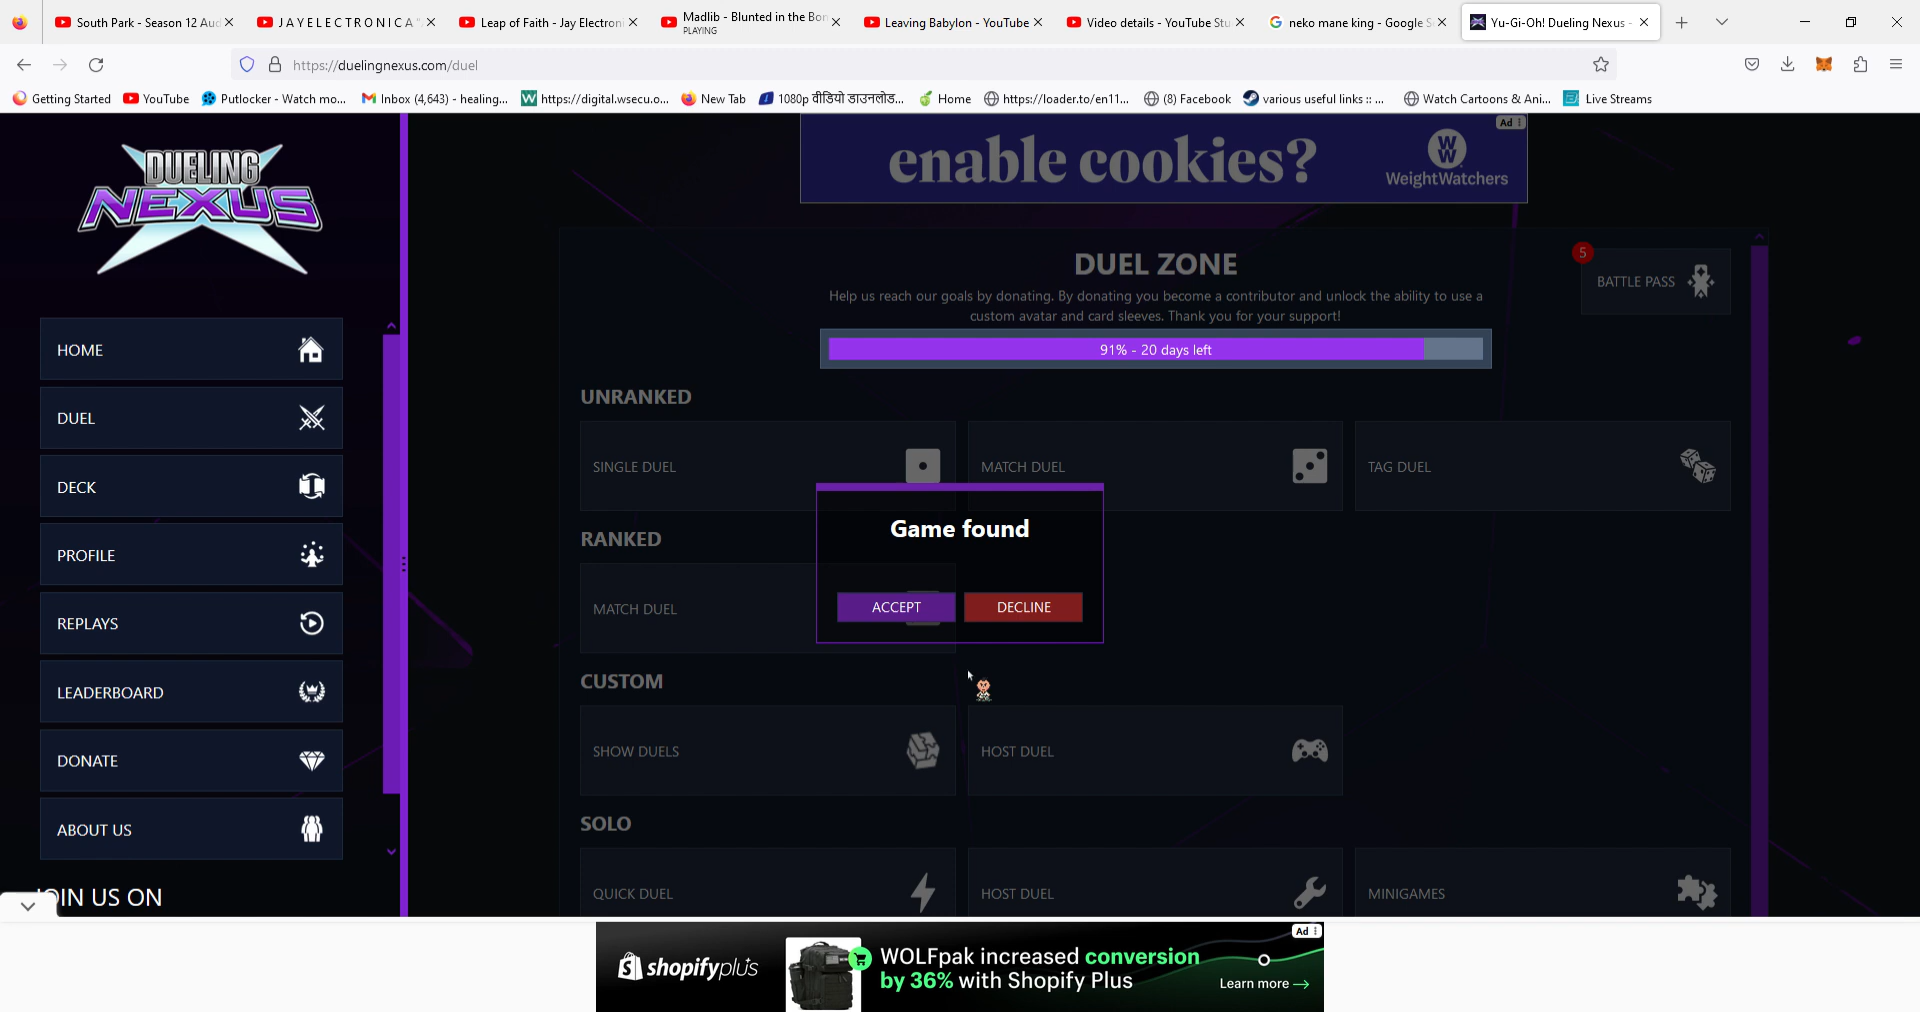 South Park - Season 12 Aud
J A Y E L E C T R O N I C A "
Leap of Faith - Jay Electroni
Madlib - Blunted in the Bom
PLAYING
Leaving Babylon - YouTube
Video details - YouTube Stu
neko mane king - Google S
Yu-Gi-Oh! Dueling Nexus -
https://duelingnexus.com/duel
Getting Started
YouTube
Putlocker - Watch mo...
Inbox (4,643) - healing...
https://digital.wsecu.o...
New Tab
1080p वीडियो डाउनलोड...
Home
https://loader.to/en11...
(8) Facebook
various useful links :: ...
Watch Cartoons & Ani...
Live Streams
DUELING
NEXUS
enable cookies?
WW
WeightWatchers
Ad
DUEL ZONE
Help us reach our goals by donating. By donating you become a contributor and unlock the ability to use a
custom avatar and card sleeves. Thank you for your support!
91% - 20 days left
5
BATTLE PASS
HOME
DUEL
DECK
PROFILE
REPLAYS
LEADERBOARD
DONATE
ABOUT US
JOIN US ON
UNRANKED
SINGLE DUEL
MATCH DUEL
TAG DUEL
RANKED
MATCH DUEL
Game found
ACCEPT
DECLINE
CUSTOM
SHOW DUELS
HOST DUEL
SOLO
QUICK DUEL
HOST DUEL
MINIGAMES
shopifyplus
WOLFpak increased conversion
by 36% with Shopify Plus
Learn more →
Ad